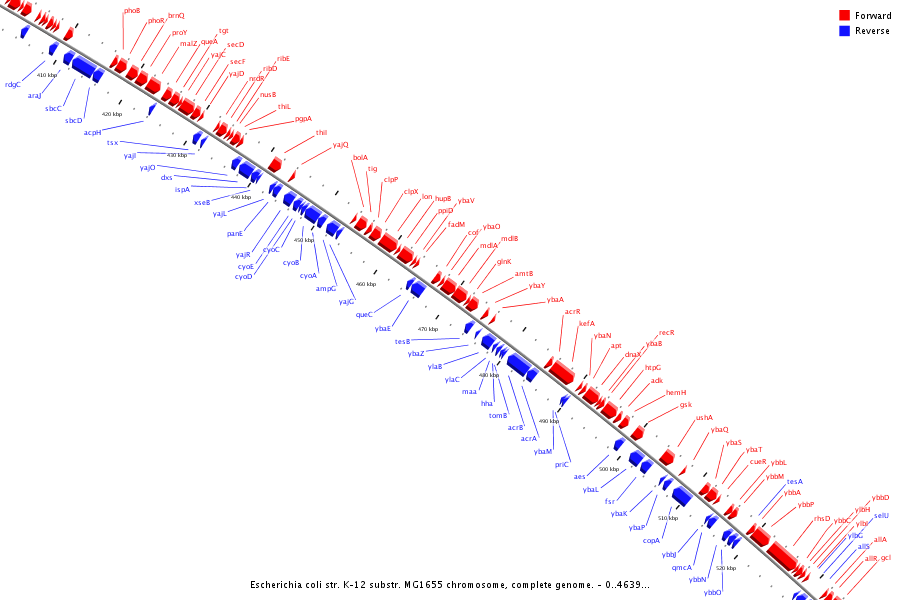 Forward
Reverse
phoB
phoR
brnQ
proY
malZ
queA
tgt
yajC
secD
secF
yajD
ribE
ribD
nrdR
nusB
thiL
pgpA
thiI
yajQ
bolA
tig
clpP
clpX
lon
hupB
ybaV
ppiD
fadM
cof
ybaO
mdlA
mdlB
glnK
amtB
ybaY
ybaA
acrR
kefA
ybaN
apt
dnaX
recR
ybaB
htpG
adk
hemH
gsk
ushA
ybaQ
ybaS
ybaT
cueR
ybbL
ybbM
tesA
ybbA
ybbP
rhsD
ybbC
ylbH
ybbD
ybfI
selU
ylbG
allS
allA
allR
gcl
rdgC
410 kbp
araJ
sbcC
sbcD
420 kbp
acpH
tsx
yajI
430 kbp
yajO
dxs
ispA
xseB
440 kbp
yajL
panE
yajR
cyoE
cyoD
cyoC
450 kbp
cyoB
cyoA
ampG
yajG
460 kbp
queC
ybaE
470 kbp
tesB
ybaZ
ylaB
ylaC
480 kbp
maa
hha
tomB
acrB
acrA
490 kbp
ybaM
priC
aes
500 kbp
ybaL
fsr
ybaK
510 kbp
ybaP
copA
ybbJ
qmcA
520 kbp
ybbN
ybbO
Escherichia coli str. K-12 substr. MG1655 chromosome, complete genome. - 0..4639...